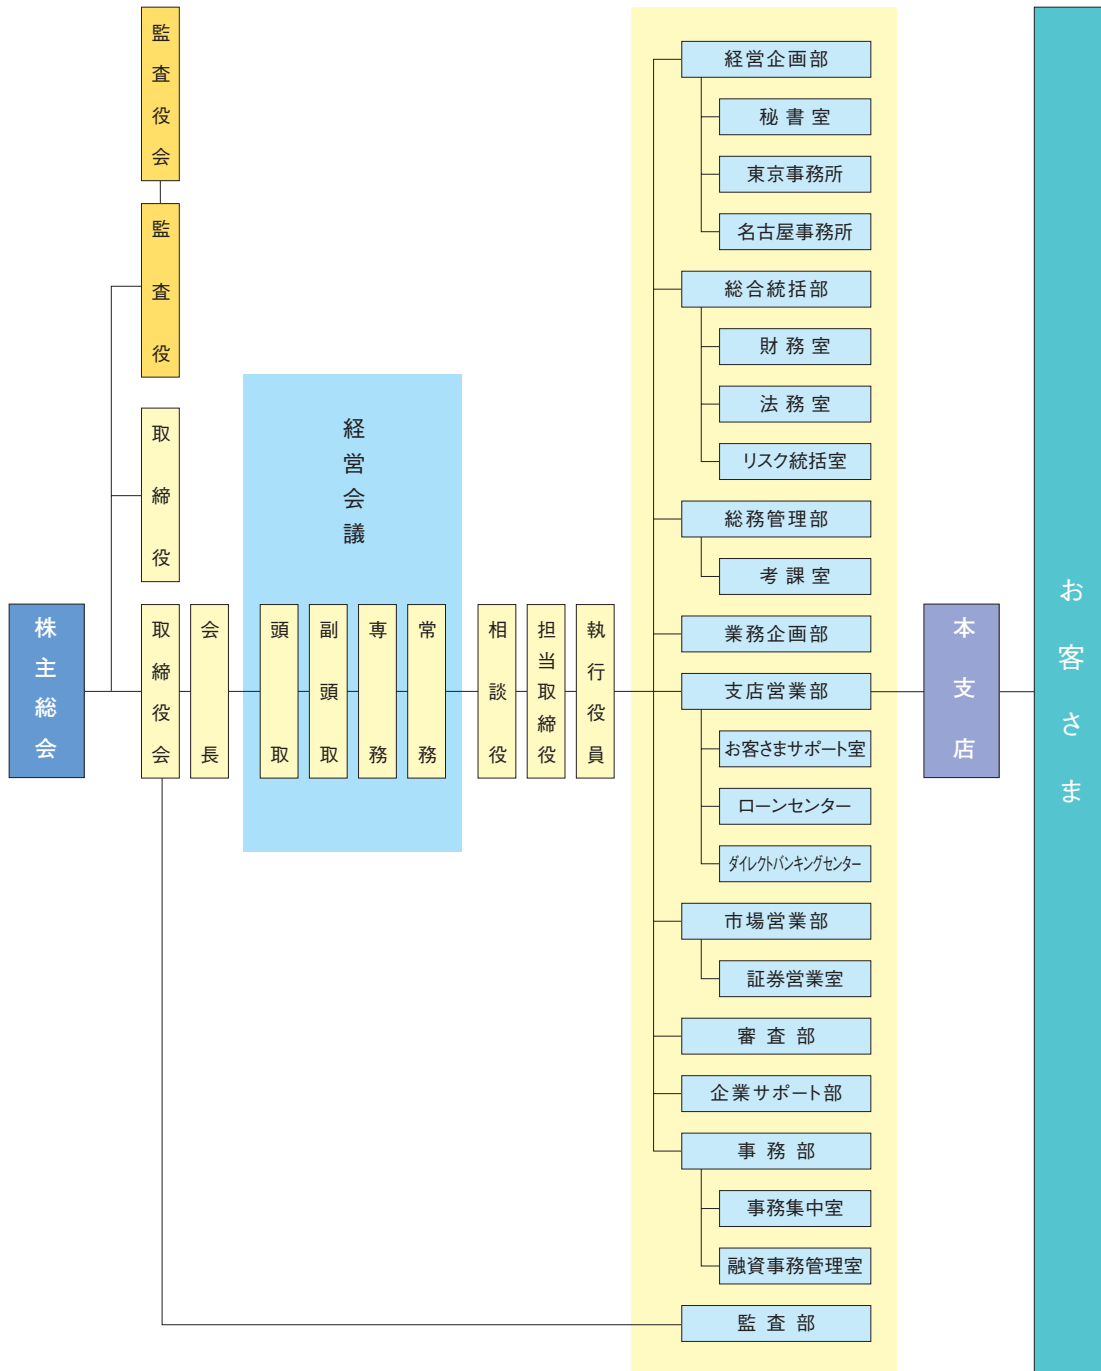 監査役会
監査役
取締役
株主総会
取締役会
会長
経営会議
頭取
副頭取
専務
常務
相談役
担当取締役
執行役員
経営企画部
秘書室
東京事務所
名古屋事務所
総合統括部
財務室
法務室
リスク統括室
総務管理部
考課室
業務企画部
支店営業部
お客さまサポート室
ローンセンター
ダイレクトバンキングセンター
市場営業部
証券営業室
審査部
企業サポート部
事務部
事務集中室
融資事務管理室
監査部
本支店
お客さま